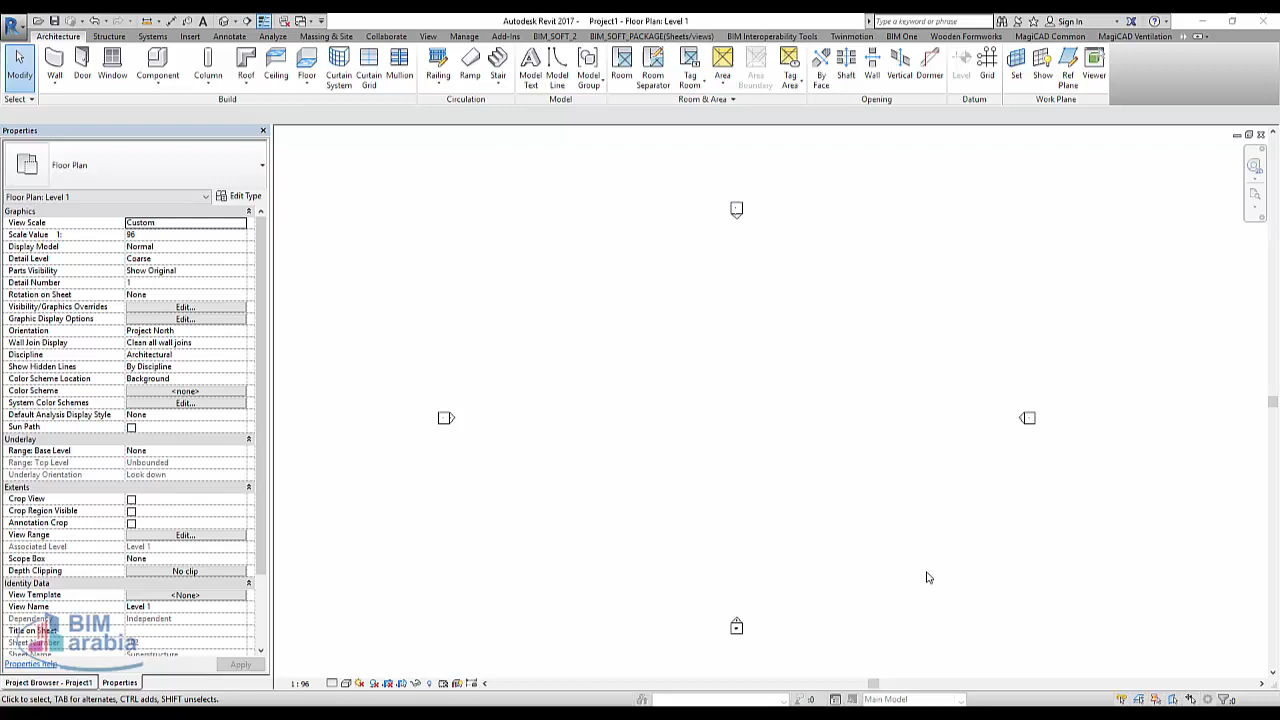 Autodesk Revit 2017 - Project1 - Floor Plan: Level 1
Type a keyword or phrase
Sign In
Architecture Structure Systems Insert Annotate Analyze Massing & Site Collaborate View Manage Add-Ins BIM_SOFT_2 BIM_SOFT_PACKAGE(Sheets/views) BIM Interoperability Tools Twinmotion BIM One Wooden Formworks MagiCAD Common MagiCAD Ventilation
Modify Wall Door Window Component Column Roof Ceiling Floor Curtain System Curtain Grid Mullion Railing Ramp Stair Model Text Model Line Model Group Room Room Separator Tag Room Area Area Boundary Tag Area By Face Shaft Wall Vertical Dormer Level Grid Set Show Ref Plane Viewer
Select Build Circulation Model Room & Area Opening Datum Work Plane
Properties
Floor Plan
Floor Plan: Level 1 Edit Type
Graphics
View Scale Custom
Scale Value 1: 96
Display Model Normal
Detail Level Coarse
Parts Visibility Show Original
Detail Number 1
Rotation on Sheet None
Visibility/Graphics Overrides Edit...
Graphic Display Options Edit...
Orientation Project North
Wall Join Display Clean all wall joins
Discipline Architectural
Show Hidden Lines By Discipline
Color Scheme Location Background
Color Scheme <none>
System Color Schemes Edit...
Default Analysis Display Style None
Sun Path
Underlay
Range: Base Level None
Range: Top Level Unbounded
Underlay Orientation Look down
Extents
Crop View
Crop Region Visible
Annotation Crop
View Range Edit...
Associated Level Level 1
Scope Box None
Depth Clipping No clip
Identity Data
View Template <None>
View Name Level 1
Dependency Independent
Title on Sheet
Sheet Number
Sheet Name Superstructure
BIM
arabia
Properties help Apply
Project Browser - Project1 Properties
1 : 96
Click to select, TAB for alternates, CTRL adds, SHIFT unselects.
:0 Main Model :0